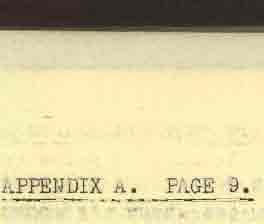 APPENDIX A. PAGE 9.